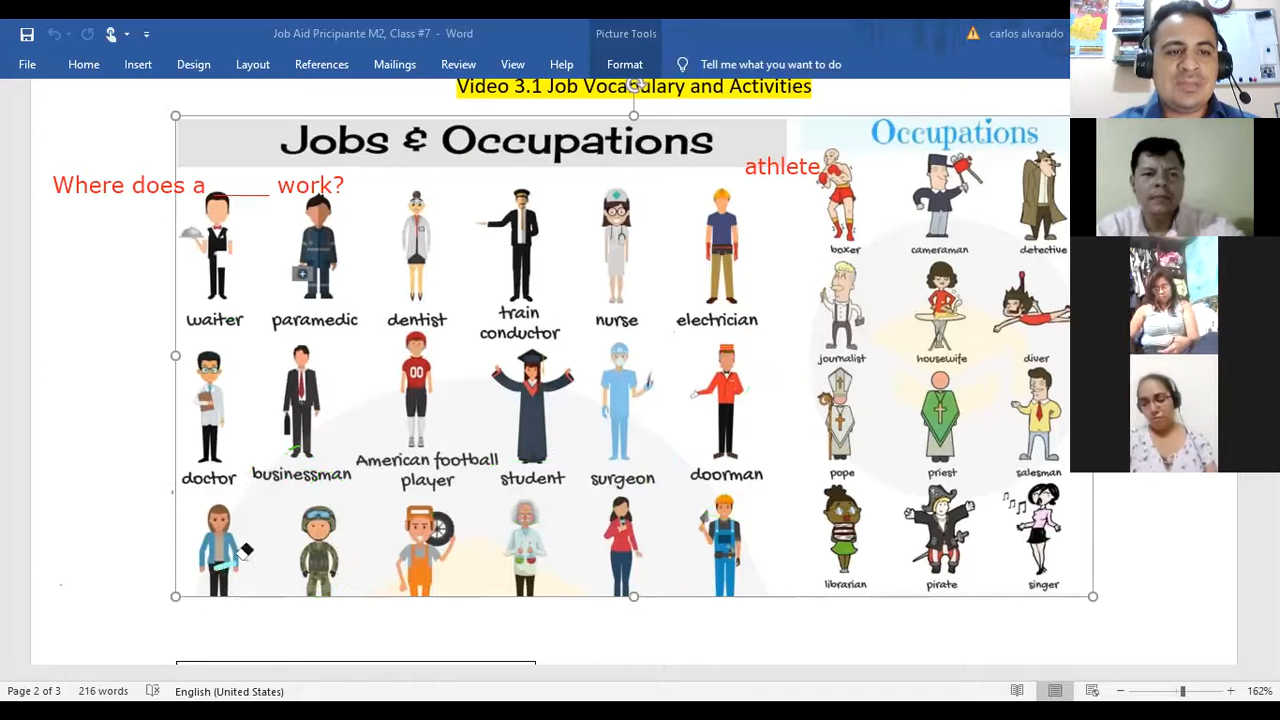 Job Aid Pricipiante M2, Class #7 - Word
Picture Tools
carlos alvarado
File Home Insert Design Layout References Mailings Review View Help Format Tell me what you want to do
Video 3.1 Job Vocabulary and Activities
Jobs & Occupations
Occupations
athlete
Where does a ____ work?
boxer cameraman detective
waiter paramedic dentist train conductor nurse electrician
journalist housewife diver
doctor businessman American football player student surgeon doorman
pope priest salesman
librarian pirate singer
Page 2 of 3 216 words English (United States) 162%